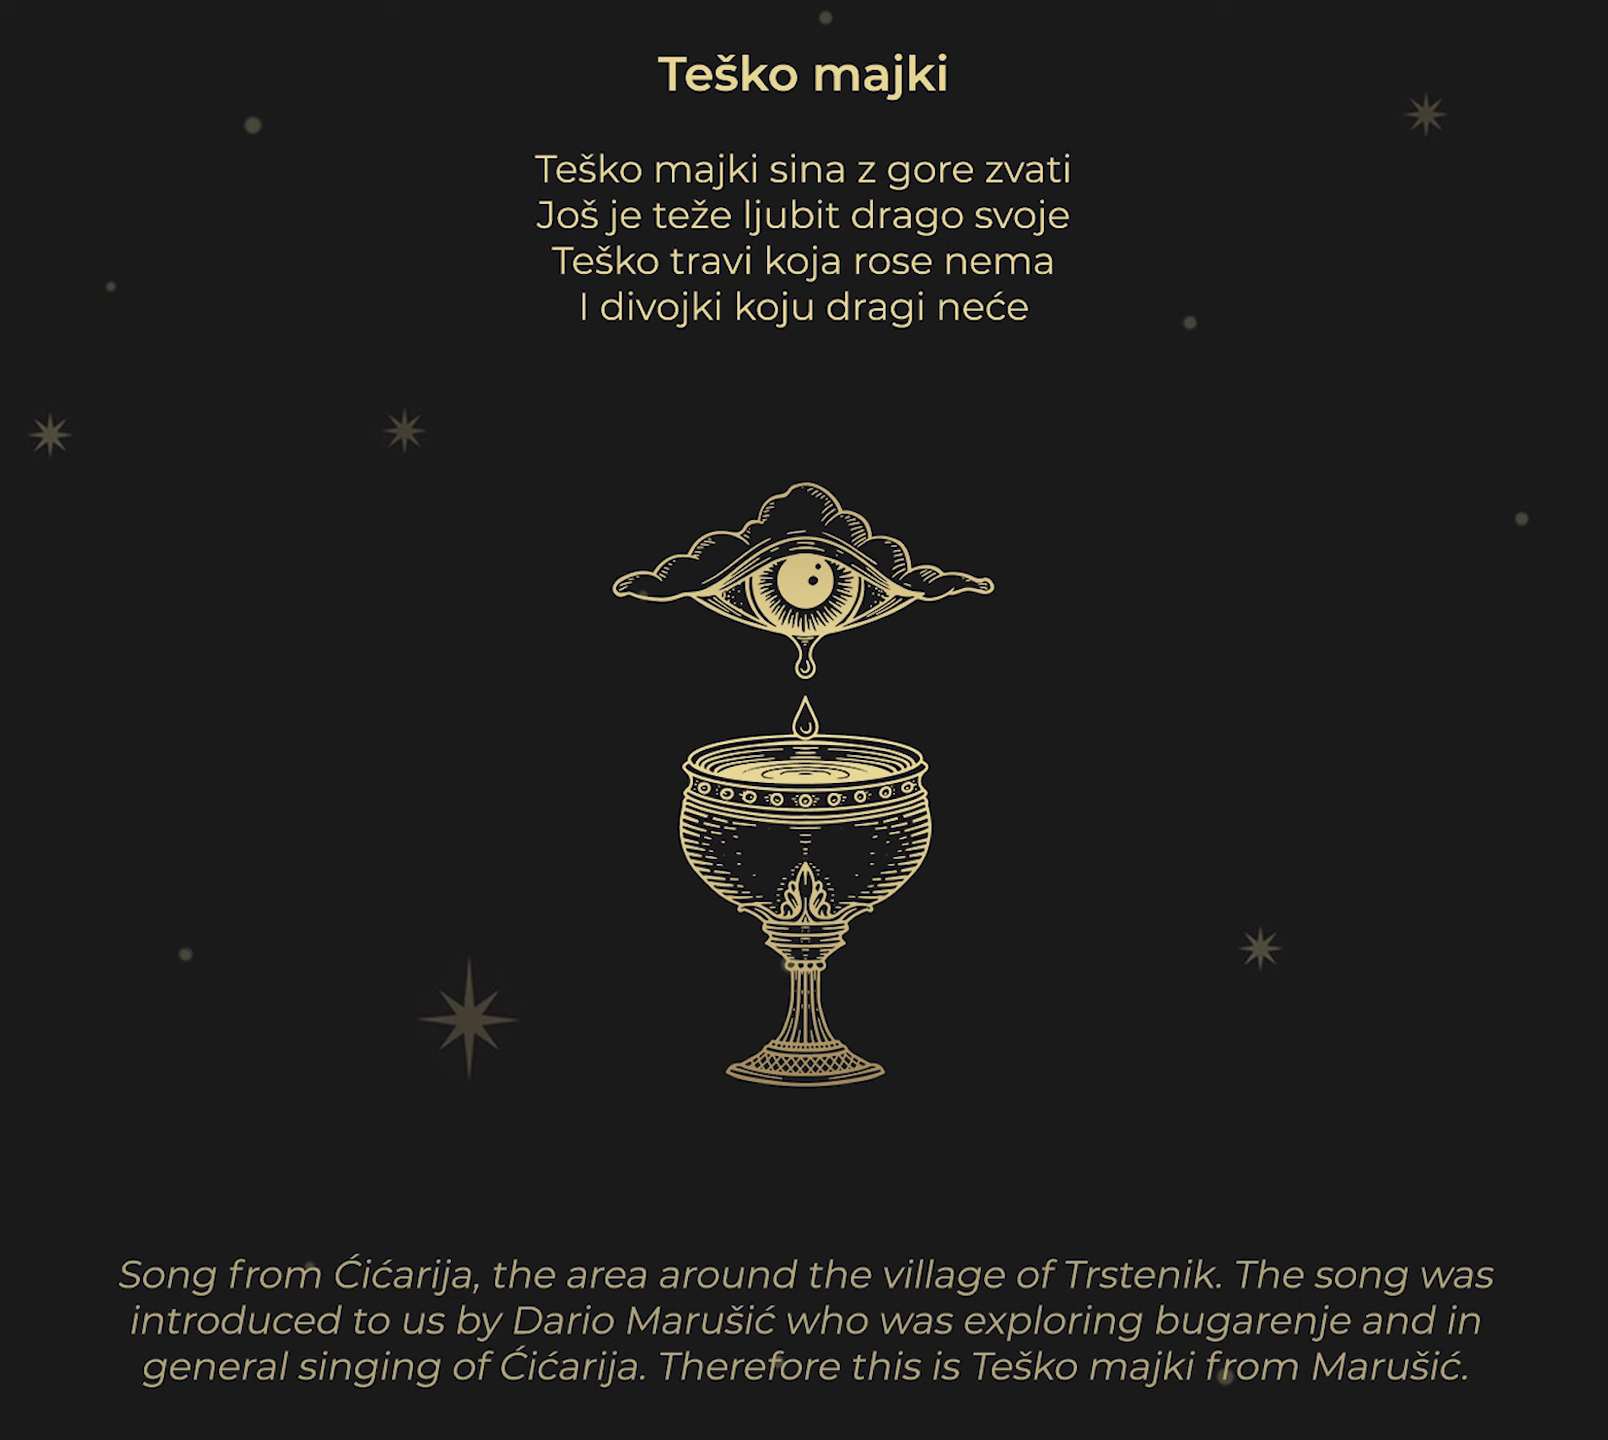 Teško majki
Teško majki sina z gore zvati
Još je teže ljubit drago svoje
Teško travi koja rose nema
I divojki koju dragi neće
Song from Ćićarija, the area around the village of Trstenik. The song was
introduced to us by Dario Marušić who was exploring bugarenje and in
general singing of Ćićarija. Therefore this is Teško majki from Marušić.